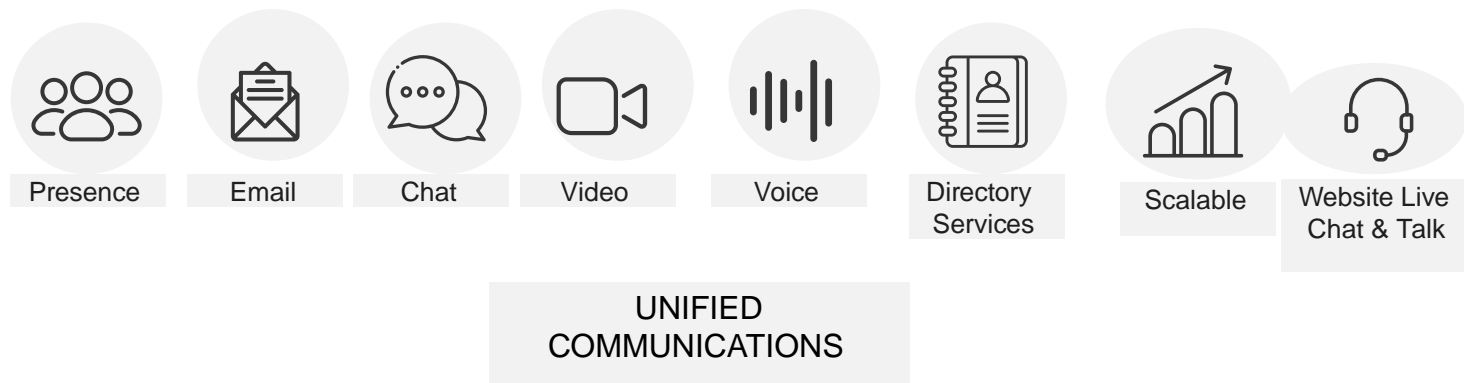 Presence
Email
Chat
Video
Voice
Directory
Services
Scalable
Website Live
Chat & Talk
UNIFIED
COMMUNICATIONS